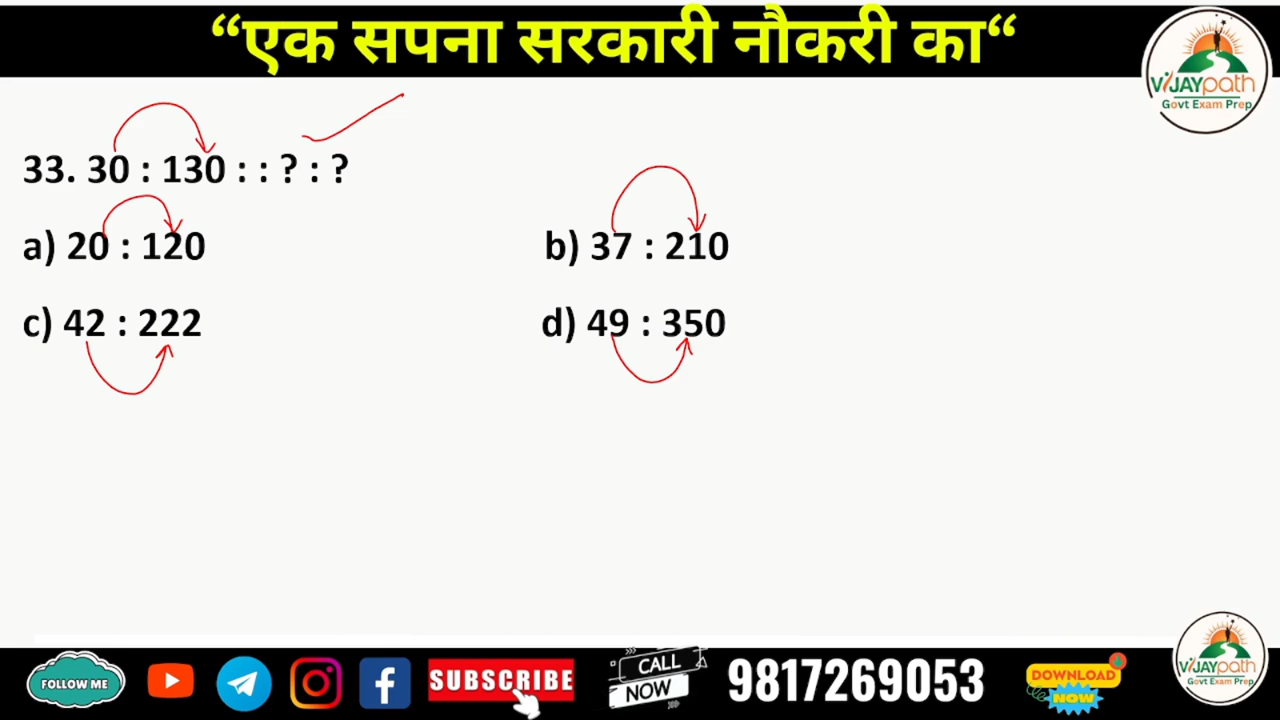 “एक सपना सरकारी नौकरी का“
VIJAYpath
Govt Exam Prep
33. 30 : 130 : : ? : ?
a) 20 : 120
b) 37 : 210
c) 42 : 222
d) 49 : 350
FOLLOW ME
SUBSCRIBE
CALL
NOW
9817269053
DOWNLOAD
NOW
VIJAYpath
Govt Exam Prep